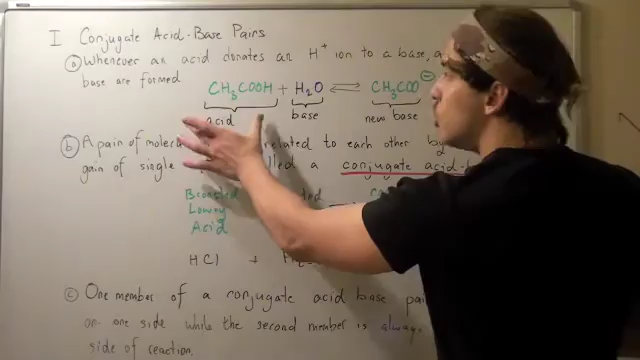 I Conjugate Acid-Base Pairs
(a) Whenever an acid donates an H⁺ ion to a base, a
base are formed
CH₃COOH + H₂O ⇌ CH₃COO⁻
acid base new base
(b) A pair of related to each other by
gain of single called a conjugate acid-
Bronsted
Lowry
Acid
HCl +
(c) One member of a conjugate acid base pai
on one side while the second member is always
side of reaction.